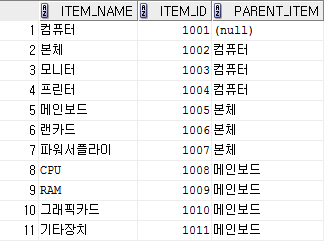 ITEM_NAME ITEM_ID PARENT_ITEM
1 컴퓨터 1001 (null)
2 본체 1002 컴퓨터
3 모니터 1003 컴퓨터
4 프린터 1004 컴퓨터
5 메인보드 1005 본체
6 랜카드 1006 본체
7 파워서플라이 1007 본체
8 CPU 1008 메인보드
9 RAM 1009 메인보드
10 그래픽카드 1010 메인보드
11 기타장치 1011 메인보드